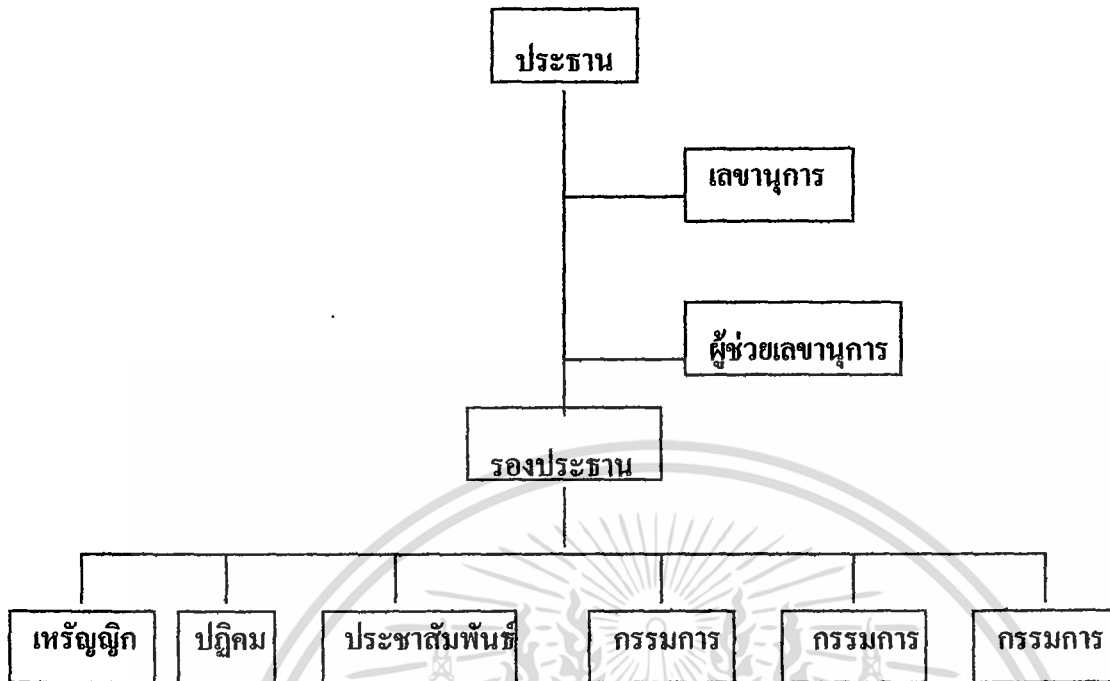 ประธาน
เลขานุการ
ผู้ช่วยเลขานุการ
รองประธาน
เหรัญญิก ปฏิคม ประชาสัมพันธ์ กรรมการ กรรมการ กรรมการ